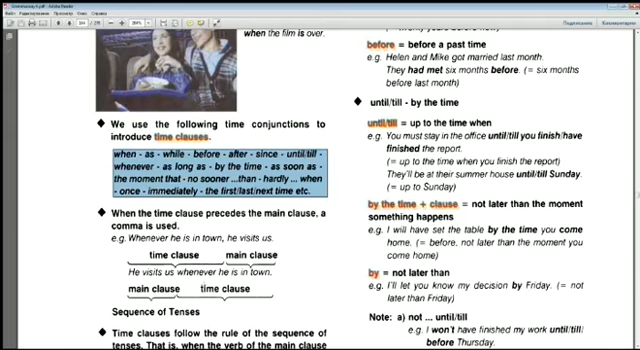 Grammarway 4.pdf - Adobe Reader
Файл Редактирование Просмотр Окно Справка
Подписание
Комментарии
when the film is over.
We use the following time conjunctions to
introduce time clauses.
when - as - while - before - after - since - until/till -
whenever - as long as - by the time - as soon as -
the moment that - no sooner ...than - hardly ... when
- once - immediately - the first/last/next time etc.
When the time clause precedes the main clause, a
comma is used.
e.g. Whenever he is in town, he visits us.
time clause main clause
He visits us whenever he is in town.
main clause time clause
Sequence of Tenses
Time clauses follow the rule of the sequence of
tenses. That is, when the verb of the main clause
before = before a past time
e.g. Helen and Mike got married last month.
They had met six months before. (= six months
before last month)
until/till - by the time
until/till = up to the time when
e.g. You must stay in the office until/till you finish/have
finished the report.
(= up to the time when you finish the report)
They'll be at their summer house until/till Sunday.
(= up to Sunday)
by the time + clause = not later than the moment
something happens
e.g. I will have set the table by the time you come
home. (= before, not later than the moment you
come home)
by = not later than
e.g. I'll let you know my decision by Friday. (= not
later than Friday)
Note: a) not ... until/till
e.g. I won't have finished my work until/till/
before Thursday.